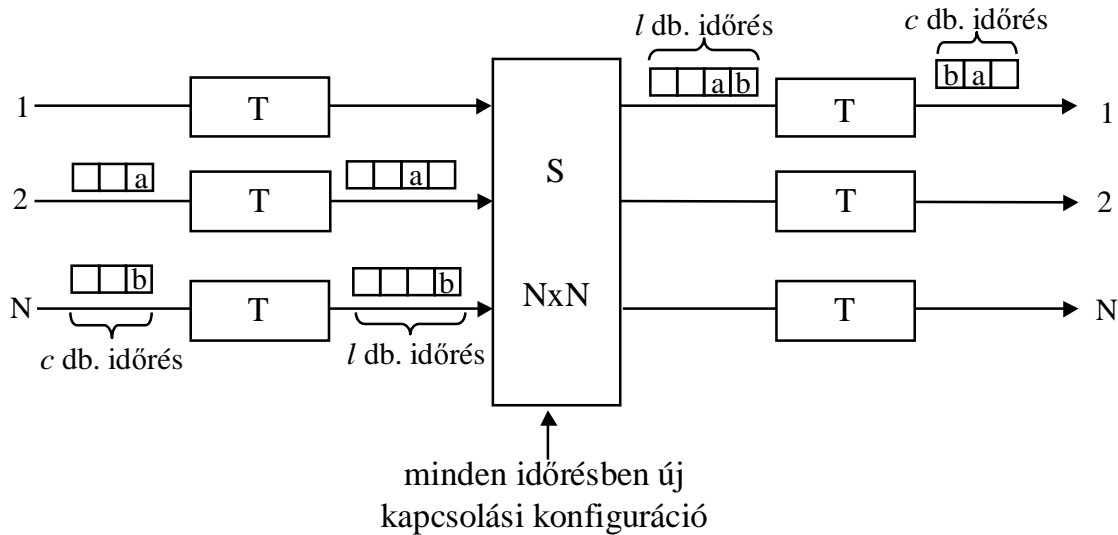 l db. időrés
c db. időrés
a b
b a
1 T T 1
S
a a
2 T T 2
b b
N T NxN T N
c db. időrés
l db. időrés
minden időrésben új
kapcsolási konfiguráció